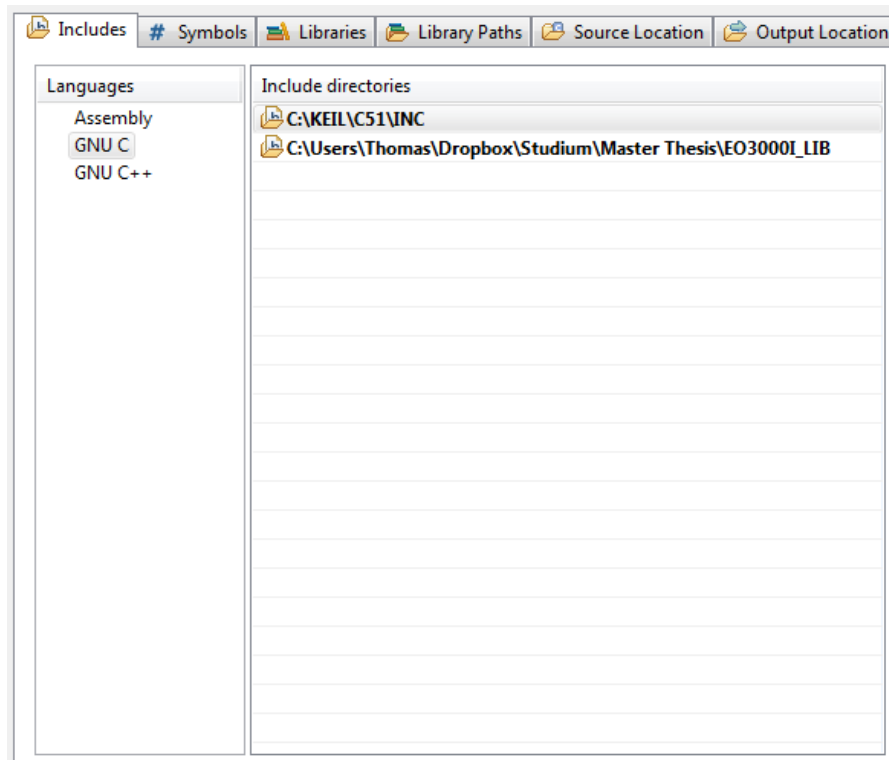 Includes # Symbols Libraries Library Paths Source Location Output Location
Languages
Assembly
GNU C
GNU C++
Include directories
C:\KEIL\C51\INC
C:\Users\Thomas\Dropbox\Studium\Master Thesis\EO3000I_LIB